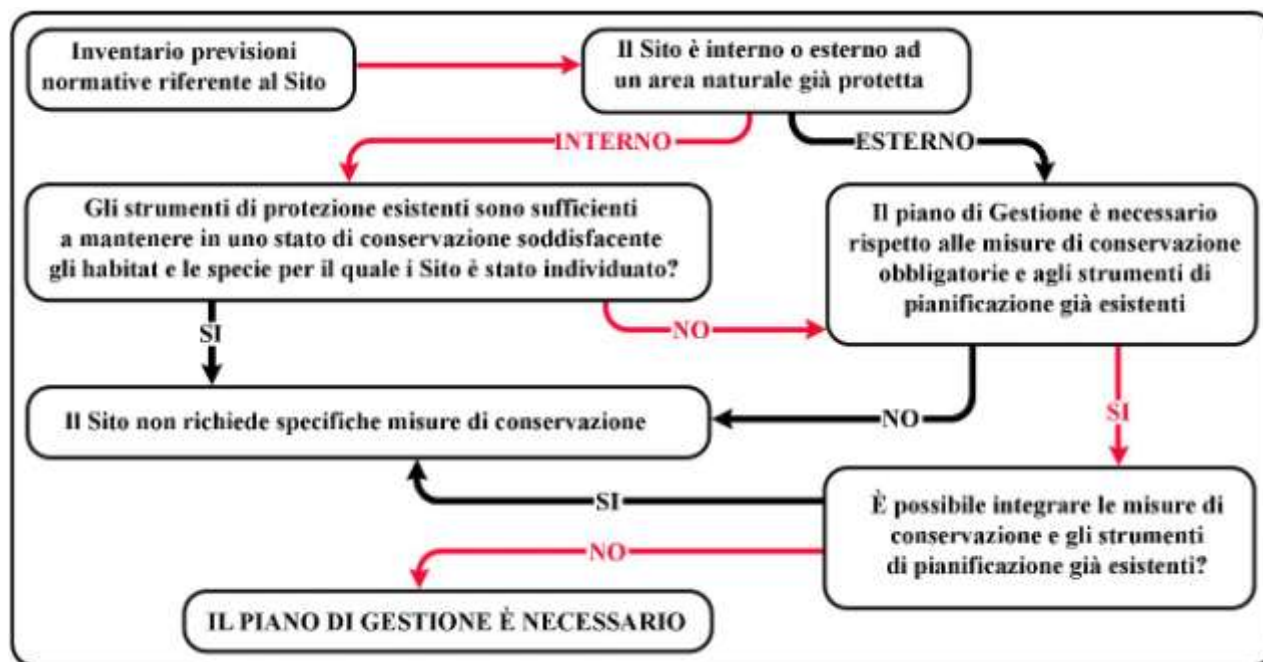 Inventario previsioni
normative riferente al Sito
Il Sito è interno o esterno ad
un area naturale già protetta
INTERNO
ESTERNO
Gli strumenti di protezione esistenti sono sufficienti
a mantenere in uno stato di conservazione soddisfacente
gli habitat e le specie per il quale i Sito è stato individuato?
Il piano di Gestione è necessario
rispetto alle misure di conservazione
obbligatorie e agli strumenti di
pianificazione già esistenti
SI
NO
Il Sito non richiede specifiche misure di conservazione
NO
SI
SI
È possibile integrare le misure di
conservazione e gli strumenti
di pianificazione già esistenti?
NO
IL PIANO DI GESTIONE È NECESSARIO